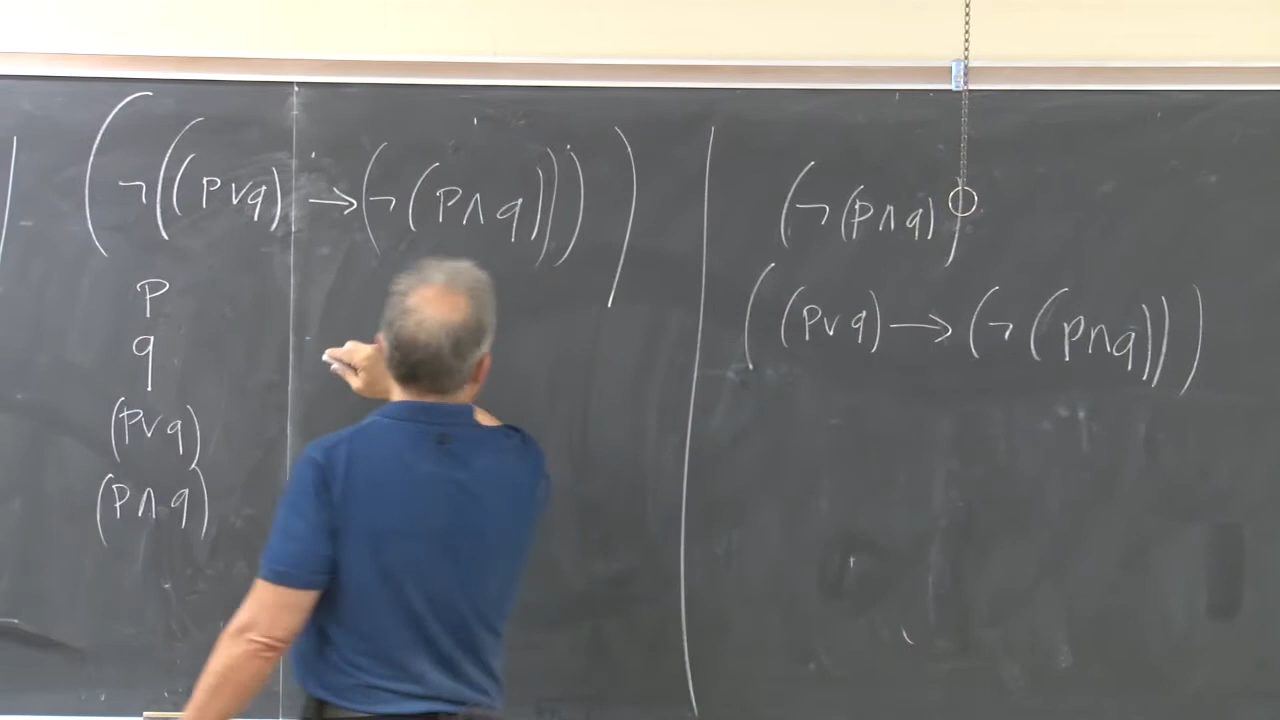 (¬((p∨q) →(¬(p∧q))))
p
q
(p∨q)
(p∧q)
(¬(p∧q))
((p∨q) → (¬(p∧q)))